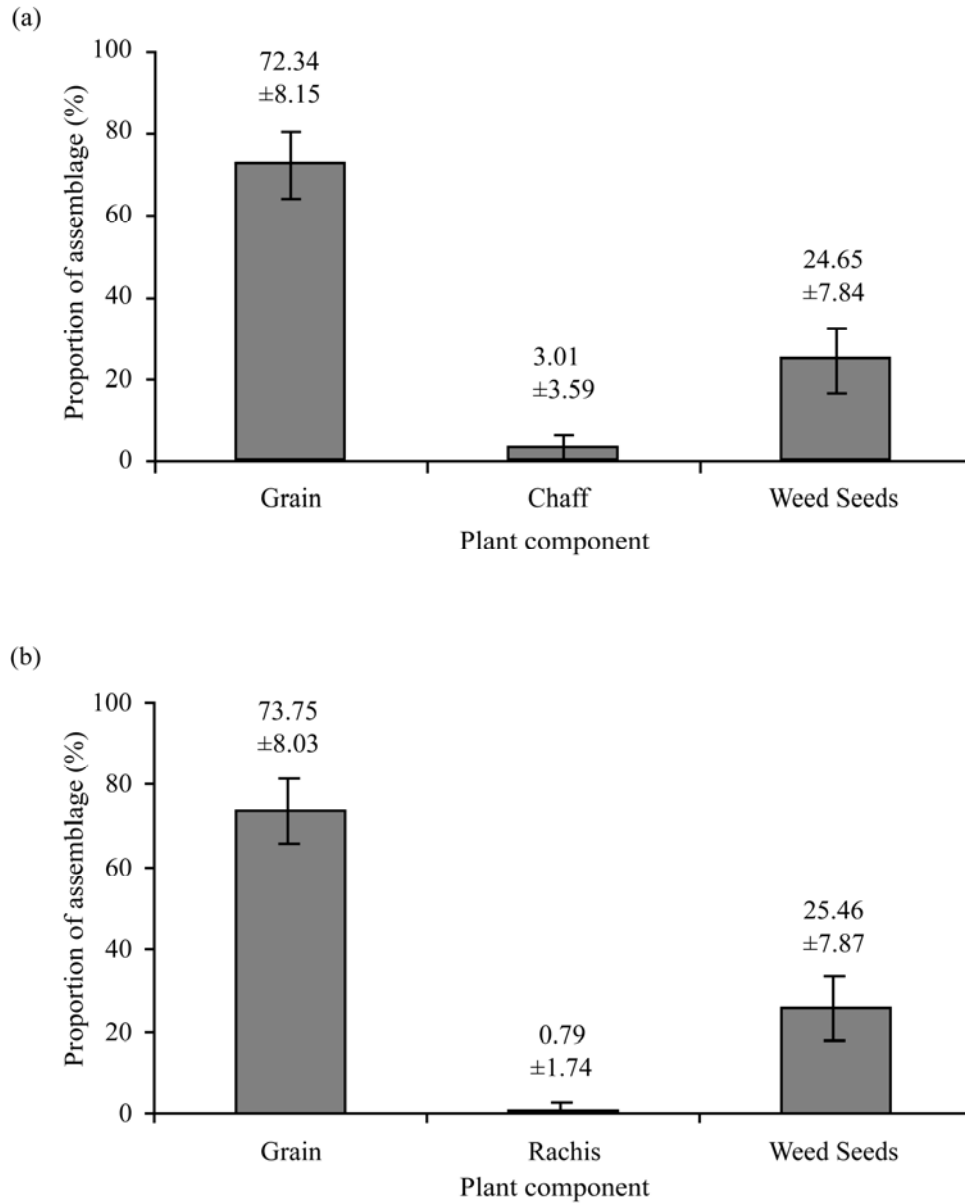 (a)
Proportion of assemblage (%)
100
80
60
40
20
0
72.34
±8.15
3.01
±3.59
24.65
±7.84
Grain
Chaff
Weed Seeds
Plant component
(b)
Proportion of assemblage (%)
100
80
60
40
20
0
73.75
±8.03
0.79
±1.74
25.46
±7.87
Grain
Rachis
Weed Seeds
Plant component